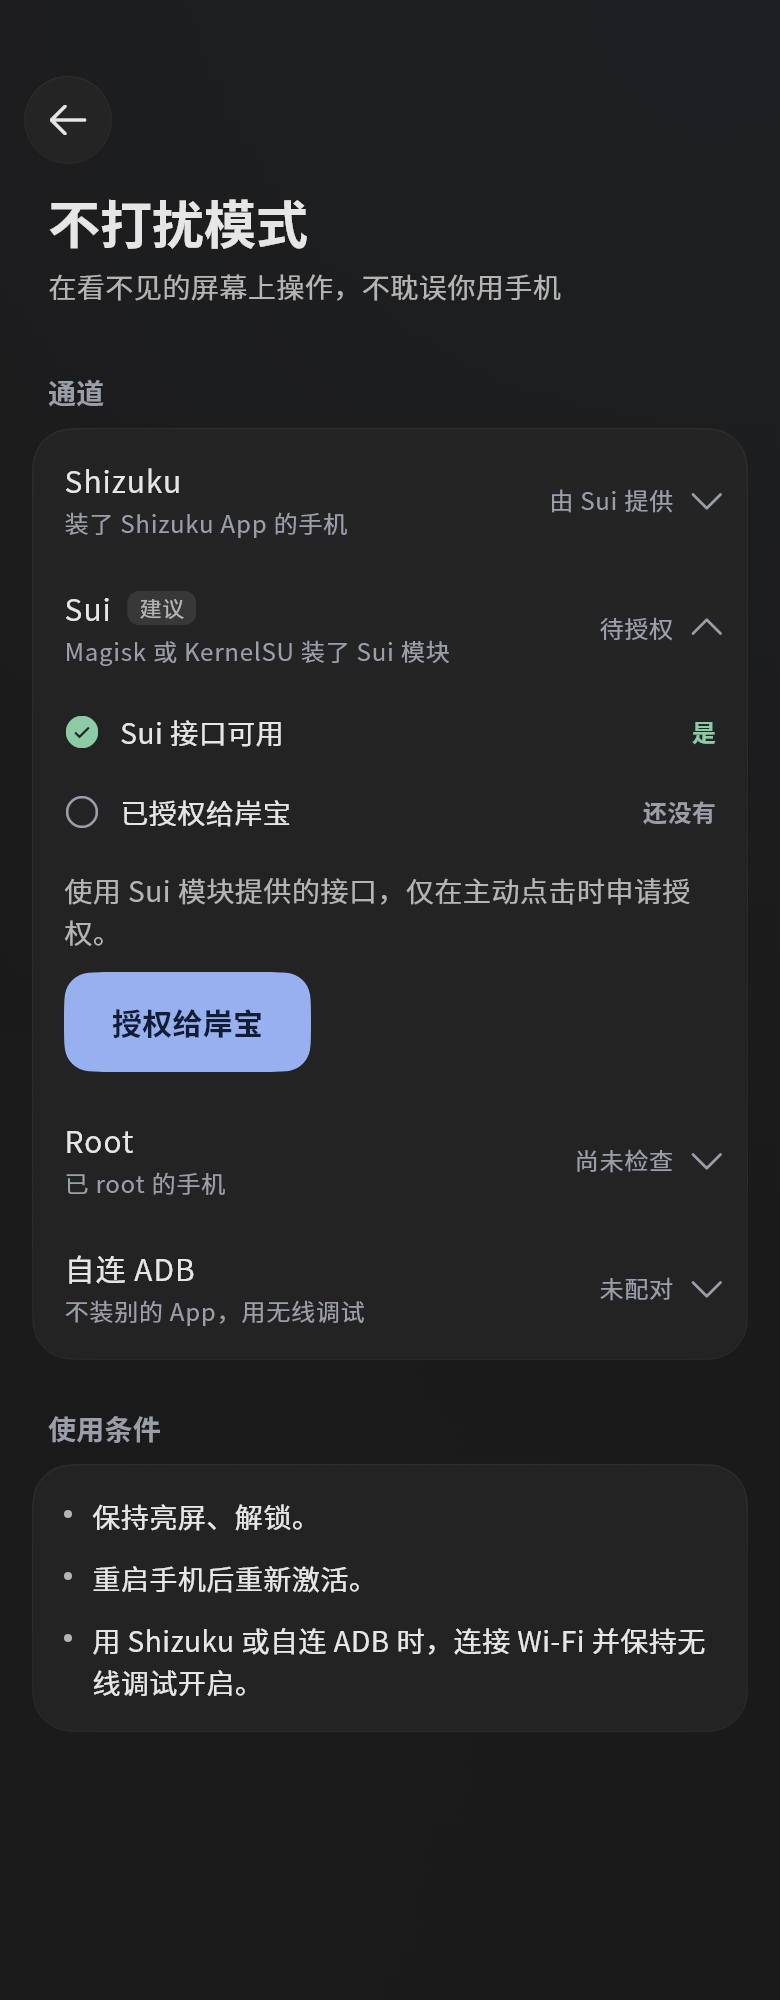 不打扰模式
在看不见的屏幕上操作，不耽误你用手机
通道
Shizuku
装了 Shizuku App 的手机
由 Sui 提供
Sui
建议
Magisk 或 KernelSU 装了 Sui 模块
待授权
Sui 接口可用
是
已授权给岸宝
还没有
使用 Sui 模块提供的接口，仅在主动点击时申请授
权。
授权给岸宝
Root
已 root 的手机
尚未检查
自连 ADB
不装别的 App，用无线调试
未配对
使用条件
• 保持亮屏、解锁。
• 重启手机后重新激活。
• 用 Shizuku 或自连 ADB 时，连接 Wi-Fi 并保持无
线调试开启。